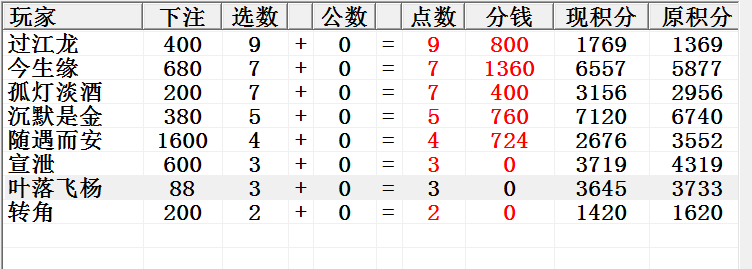 玩家 下注 选数 公数 点数 分钱 现积分 原积分
过江龙 400 9 + 0 = 9 800 1769 1369
今生缘 680 7 + 0 = 7 1360 6557 5877
孤灯淡酒 200 7 + 0 = 7 400 3156 2956
沉默是金 380 5 + 0 = 5 760 7120 6740
随遇而安 1600 4 + 0 = 4 724 2676 3552
宣泄 600 3 + 0 = 3 0 3719 4319
叶落飞杨 88 3 + 0 = 3 0 3645 3733
转角 200 2 + 0 = 2 0 1420 1620